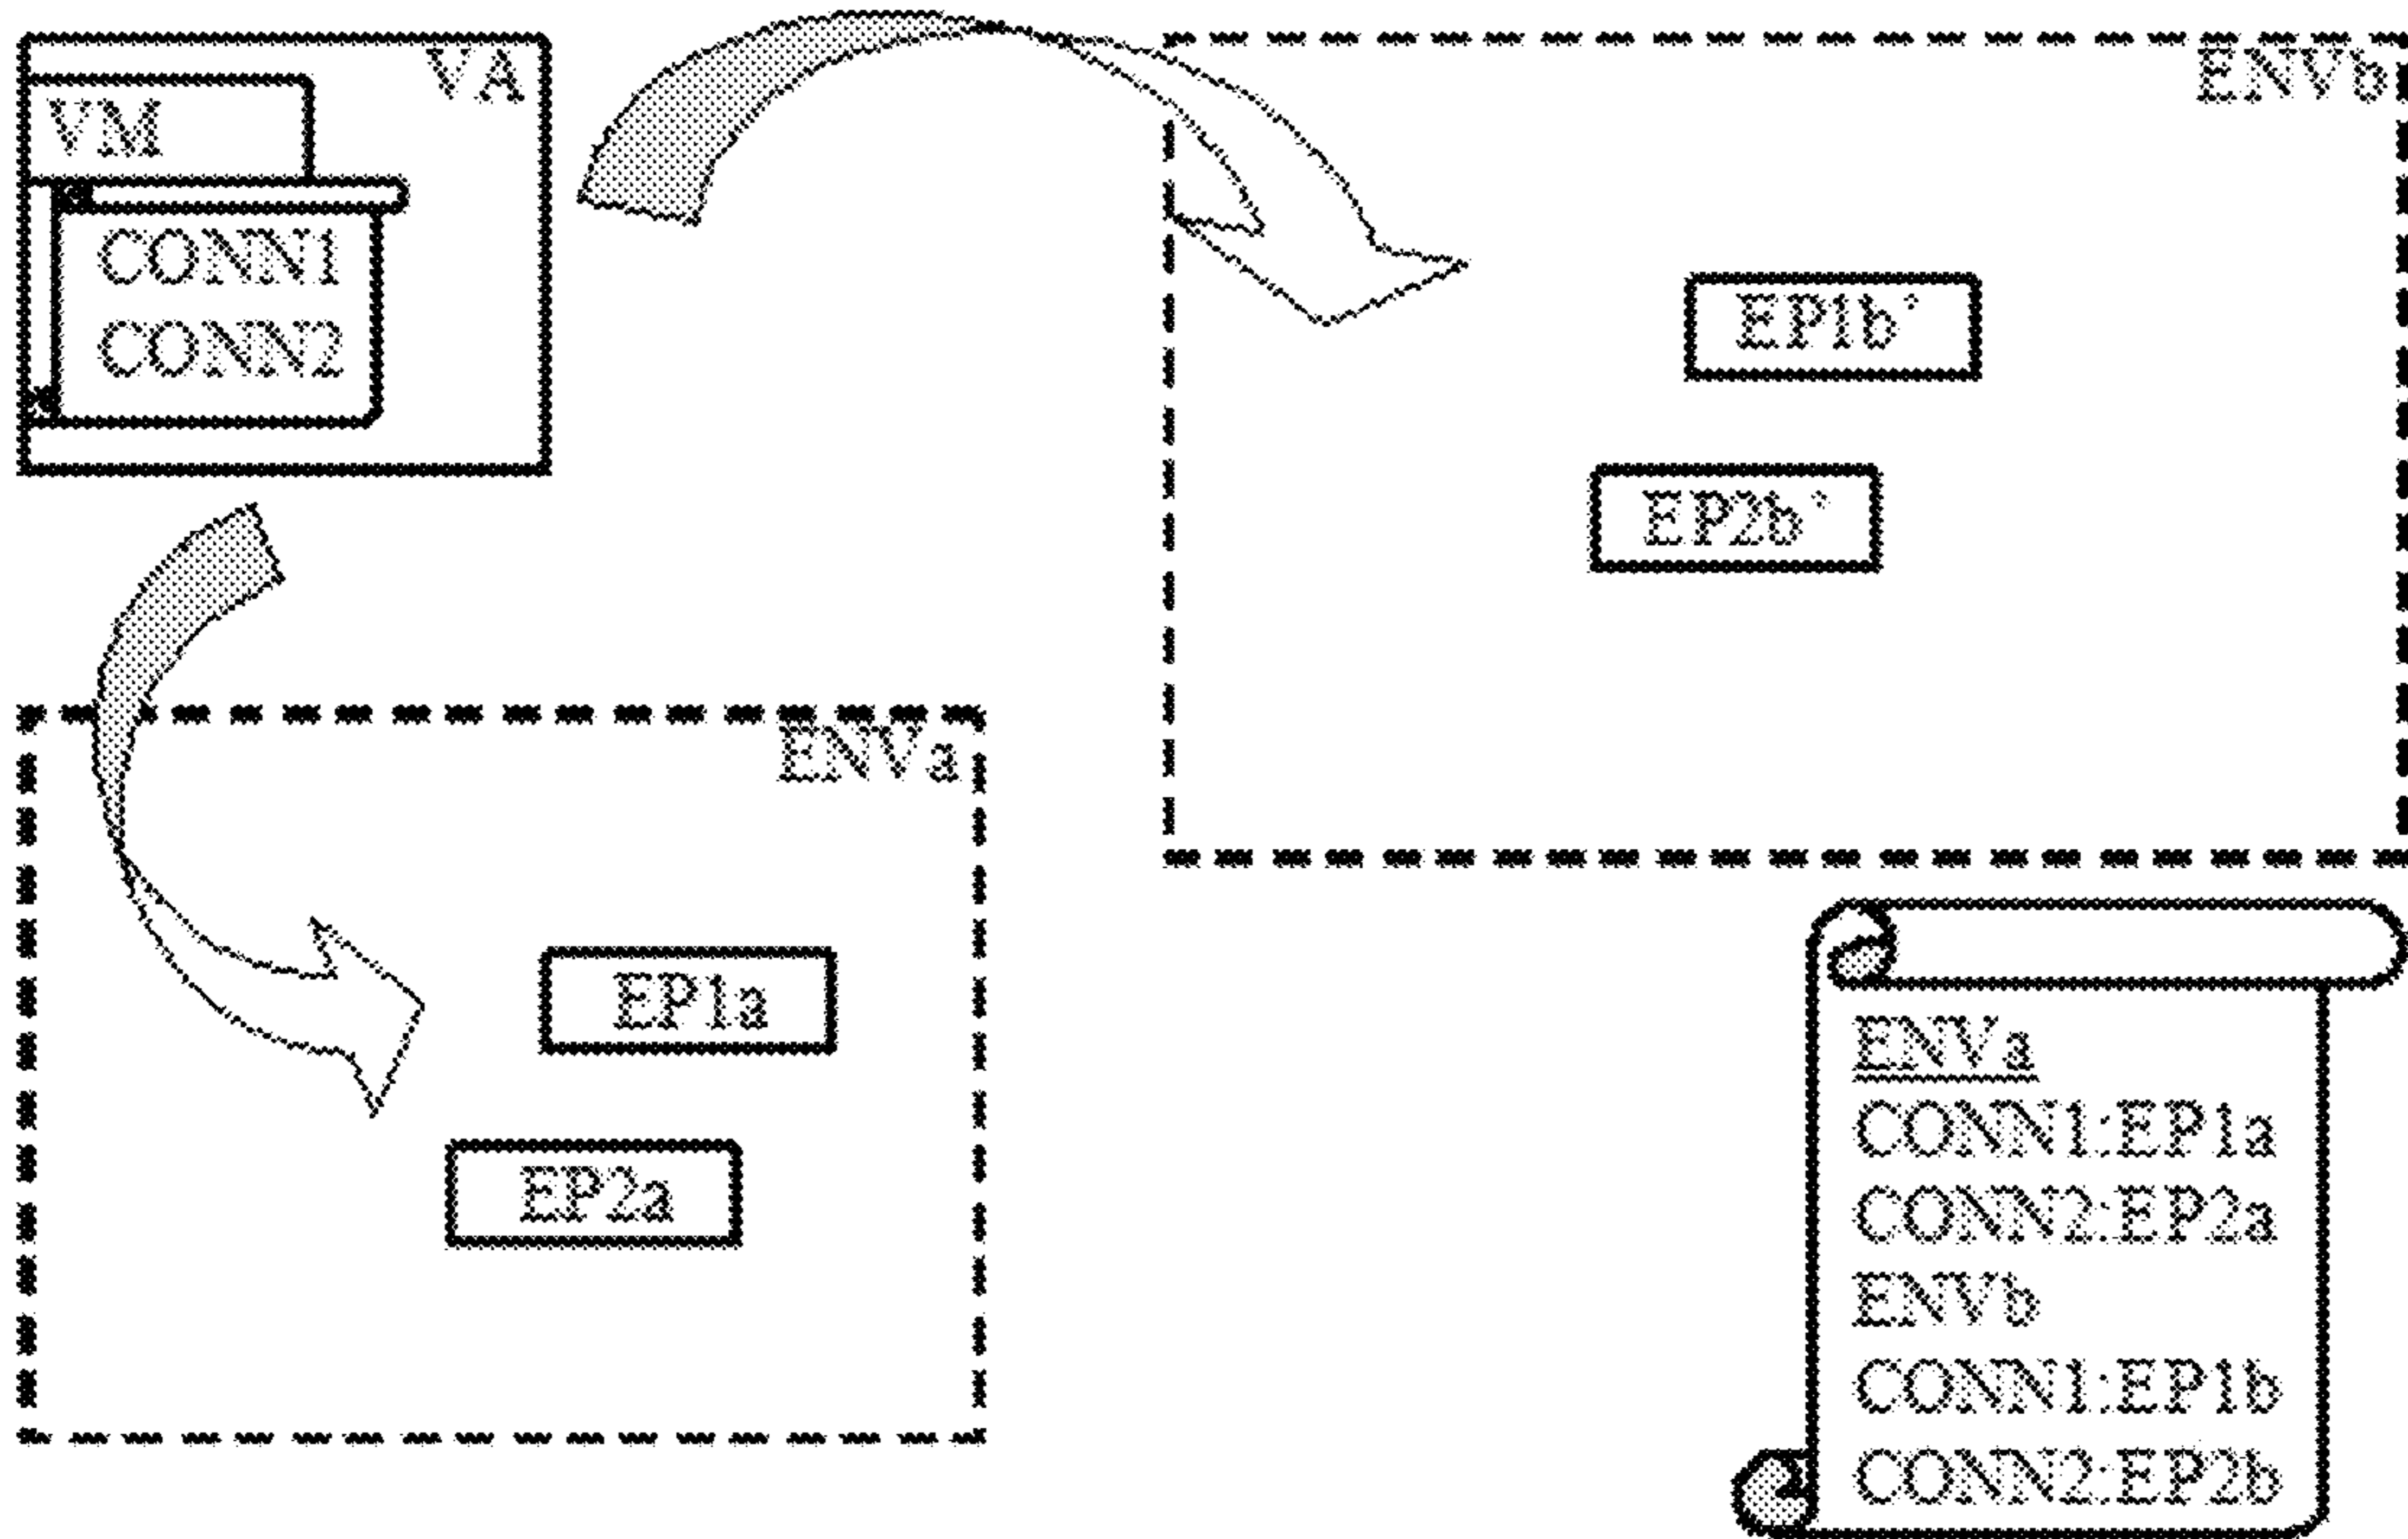 VA
VM
CONN1
CONN2
ENVb
EP1b'
EP2b'
ENVa
EP1a
EP2a
ENVa
CONN1:EP1a
CONN2:EP2a
ENVb
CONN1:EP1b
CONN2:EP2b